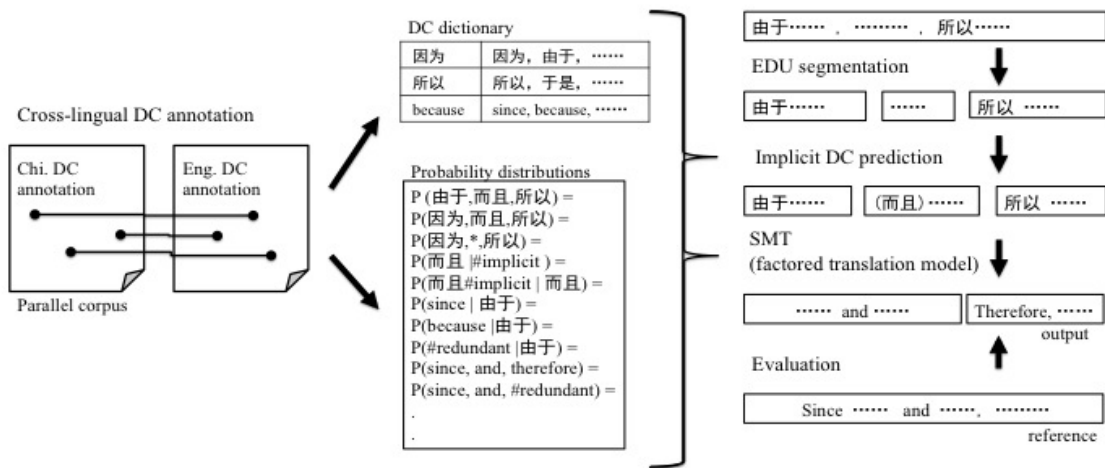 Cross-lingual DC annotation
Chi. DC
annotation
Eng. DC
annotation
Parallel corpus
DC dictionary
因为 因为，由于，……
所以 所以，于是，……
because since, because, ……
Probability distributions
P (由于,而且,所以) =
P(因为,而且,所以) =
P(因为,*,所以) =
P(而且 |#implicit ) =
P(而且#implicit | 而且) =
P(since | 由于) =
P(because |由于) =
P(#redundant |由于) =
P(since, and, therefore) =
P(since, and, #redundant) =
.
.
由于……，………，所以……
EDU segmentation
由于…… …… 所以 ……
Implicit DC prediction
由于…… (而且)…… 所以 ……
SMT
(factored translation model)
…… and …… Therefore, ……
output
Evaluation
Since …… and ……, ………
reference